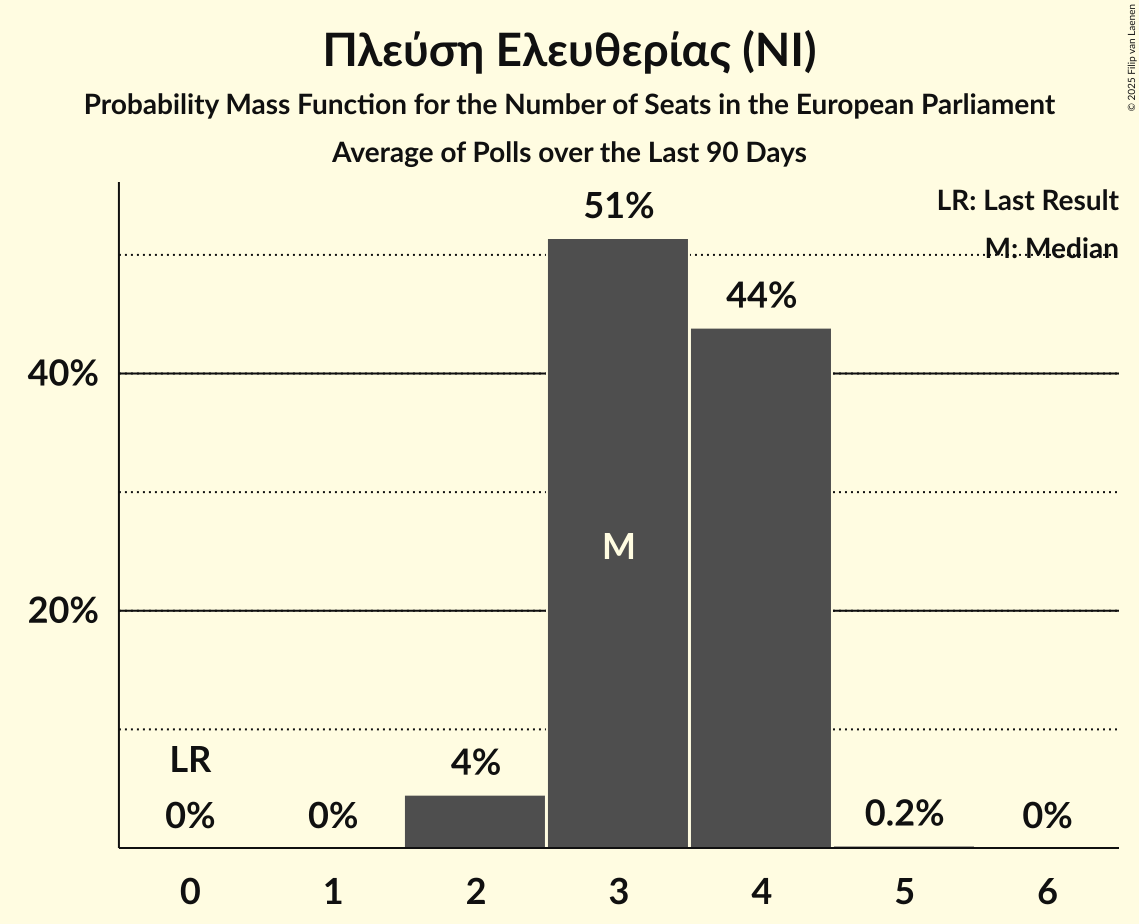 Πλεύση Ελευθερίας (NI)
Probability Mass Function for the Number of Seats in the European Parliament
Average of Polls over the Last 90 Days
© 2025 Filip van Laenen
LR: Last Result
M: Median
51%
44%
40%
M
20%
LR
0%
0%
4%
0.2%
0%
0 1 2 3 4 5 6